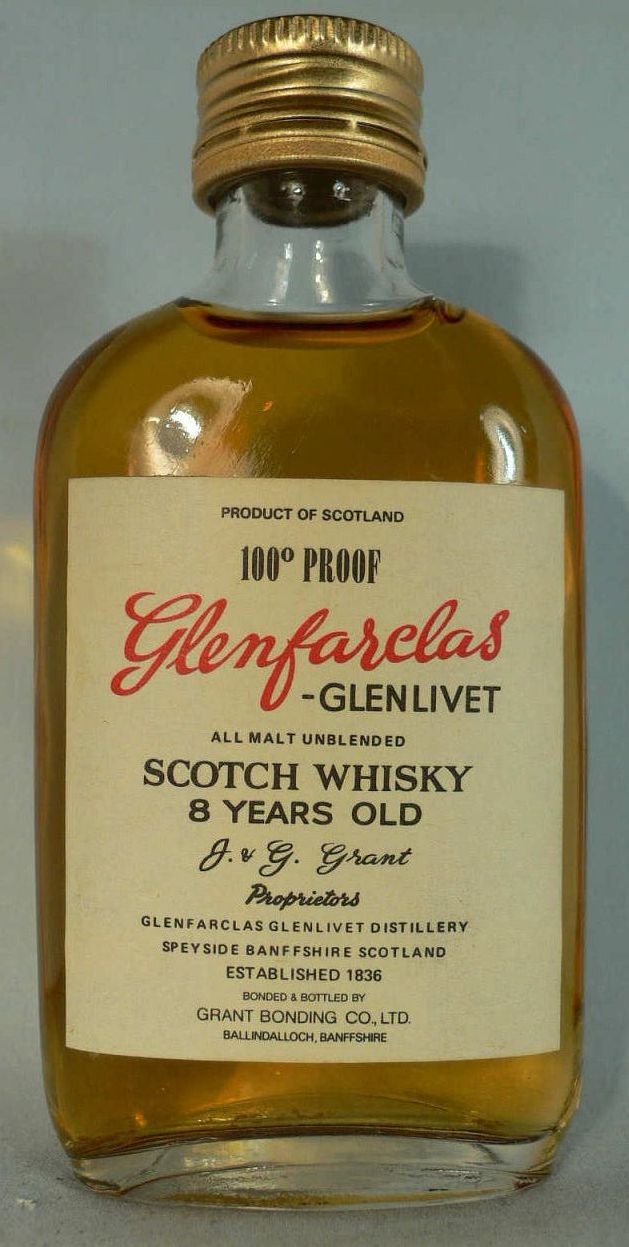 PRODUCT OF SCOTLAND
100º PROOF
Glenfarclas
-GLENLIVET
ALL MALT UNBLENDED
SCOTCH WHISKY
8 YEARS OLD
J. & G. Grant
Proprietors
GLENFARCLAS GLENLIVET DISTILLERY
SPEYSIDE BANFFSHIRE SCOTLAND
ESTABLISHED 1836
BONDED & BOTTLED BY
GRANT BONDING CO., LTD.
BALLINDALLOCH, BANFFSHIRE